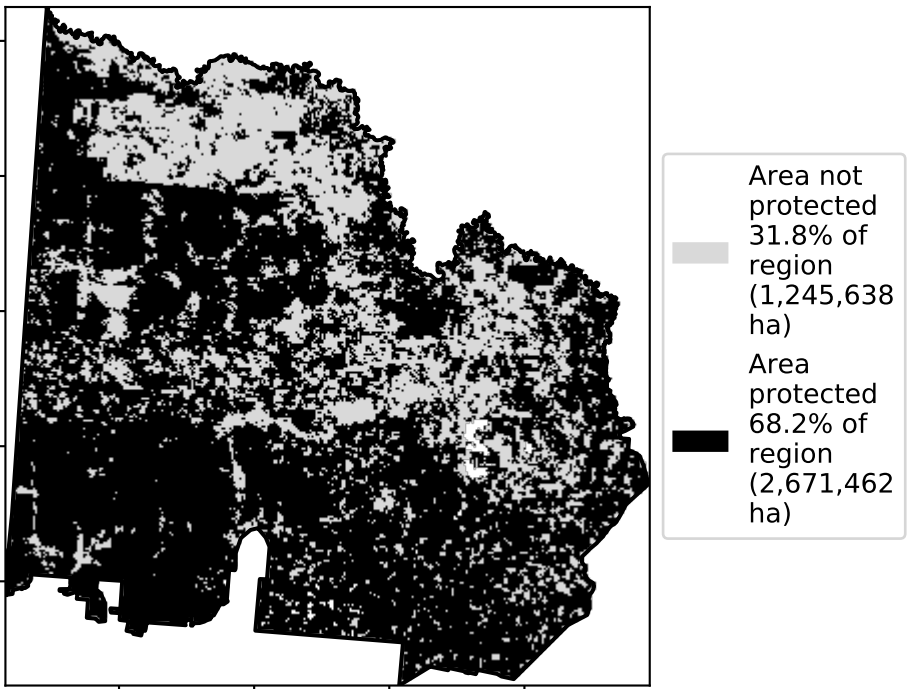 Area not
protected
31.8% of
region
(1,245,638
ha)
Area
protected
68.2% of
region
(2,671,462
ha)